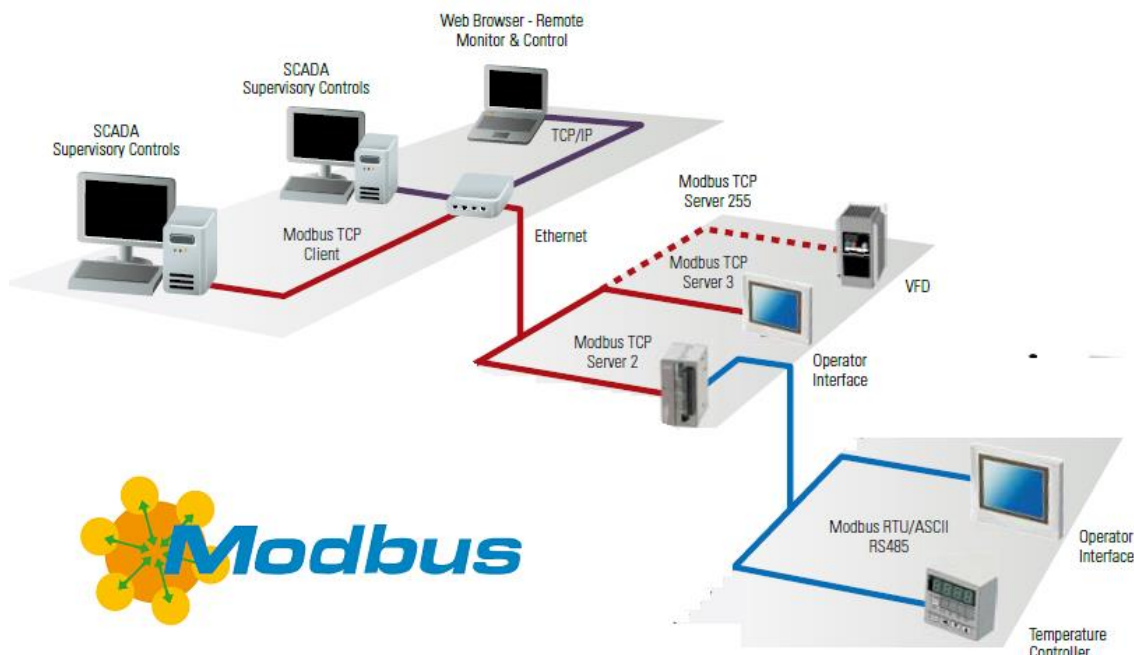 Web Browser - Remote
Monitor & Control
SCADA
Supervisory Controls
SCADA
Supervisory Controls
TCP/IP
Modbus TCP
Client
Ethernet
Modbus TCP
Server 255
Modbus TCP
Server 3
VFD
Modbus TCP
Server 2
Operator
Interface
Modbus RTU/ASCII
RS485
Operator
Interface
Modbus
Temperature
Controller